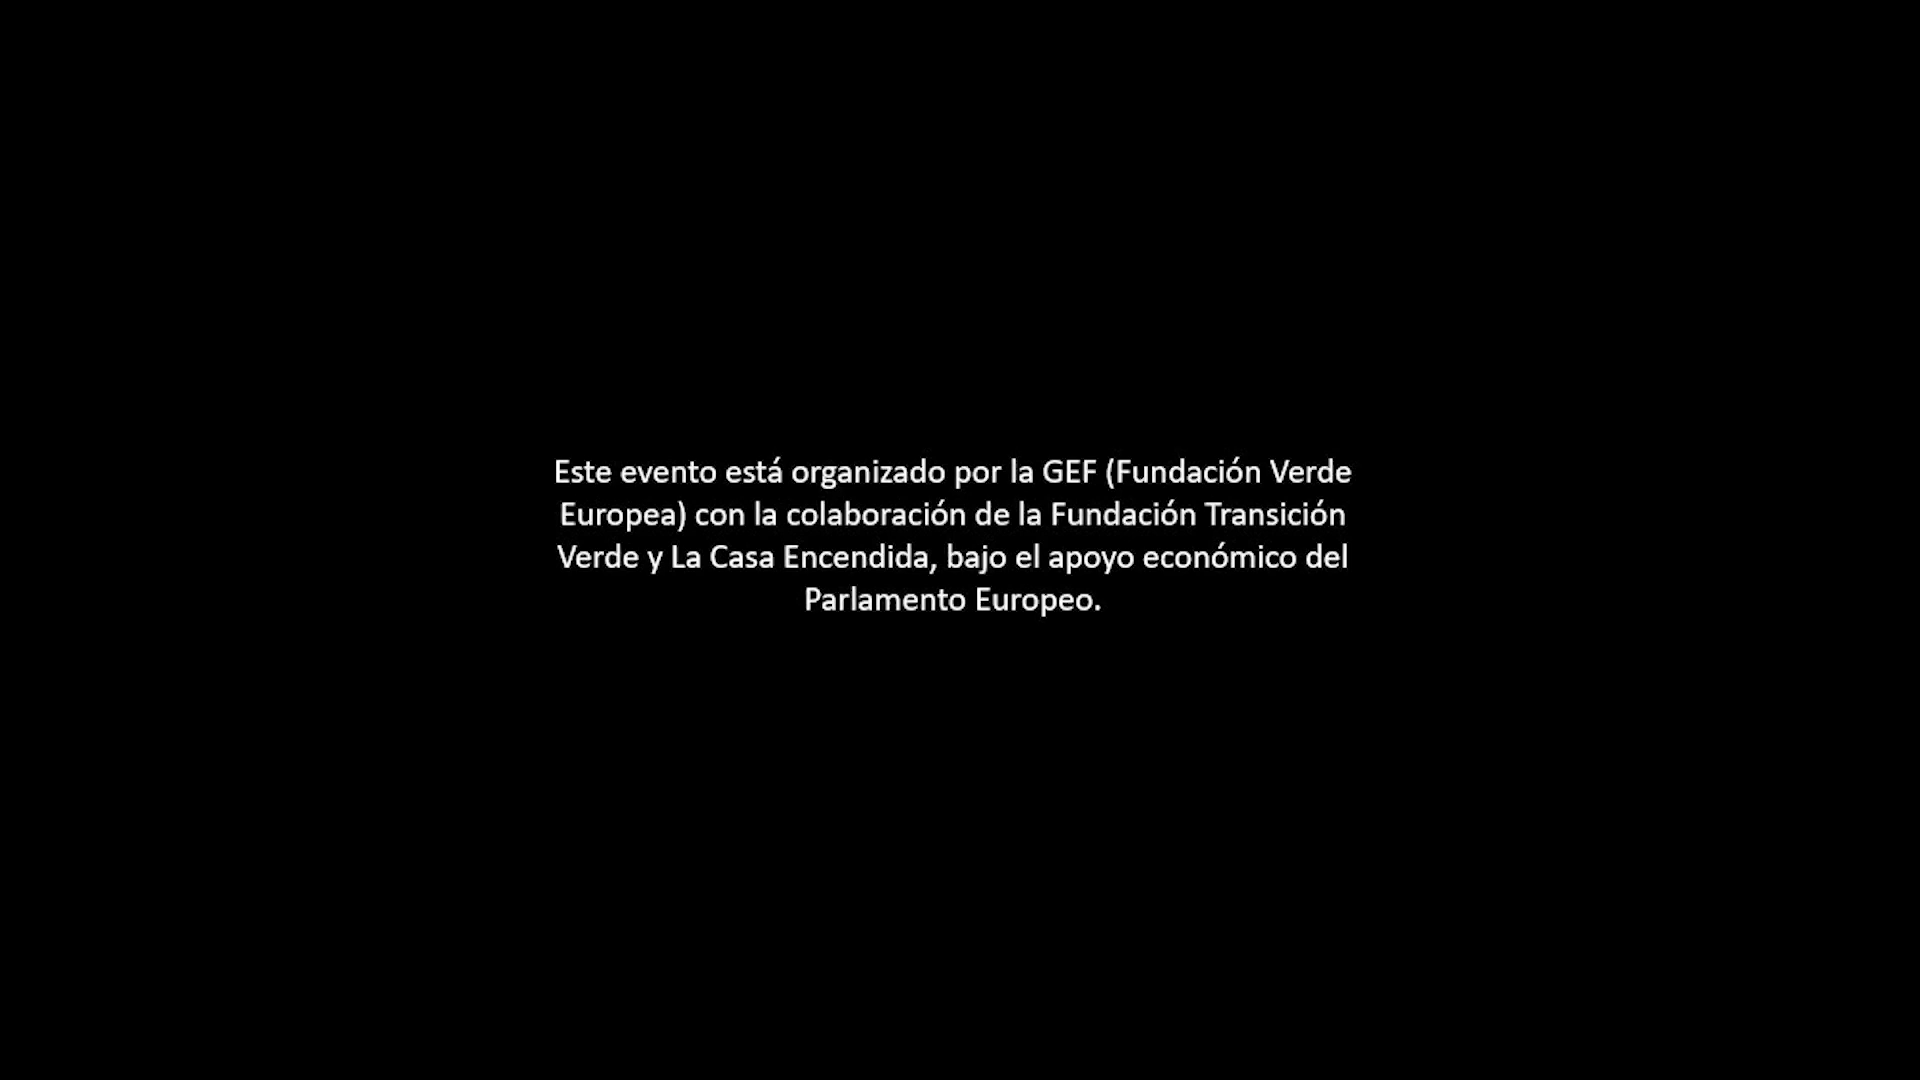 Este evento está organizado por la GEF (Fundación Verde
Europea) con la colaboración de la Fundación Transición
Verde y La Casa Encendida, bajo el apoyo económico del
Parlamento Europeo.